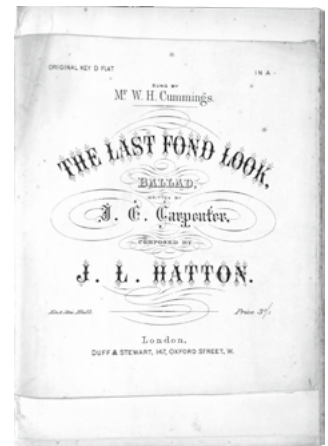 ORIGINAL KEY D FLAT
IN A
SUNG BY
Mr. W. H. Cummings.
THE LAST FOND LOOK,
BALLAD,
WRITTEN BY
J. E. Carpenter,
COMPOSED BY
J. L. HATTON.
Price 3/
London,
DUFF & STEWART, 147, OXFORD STREET, W.